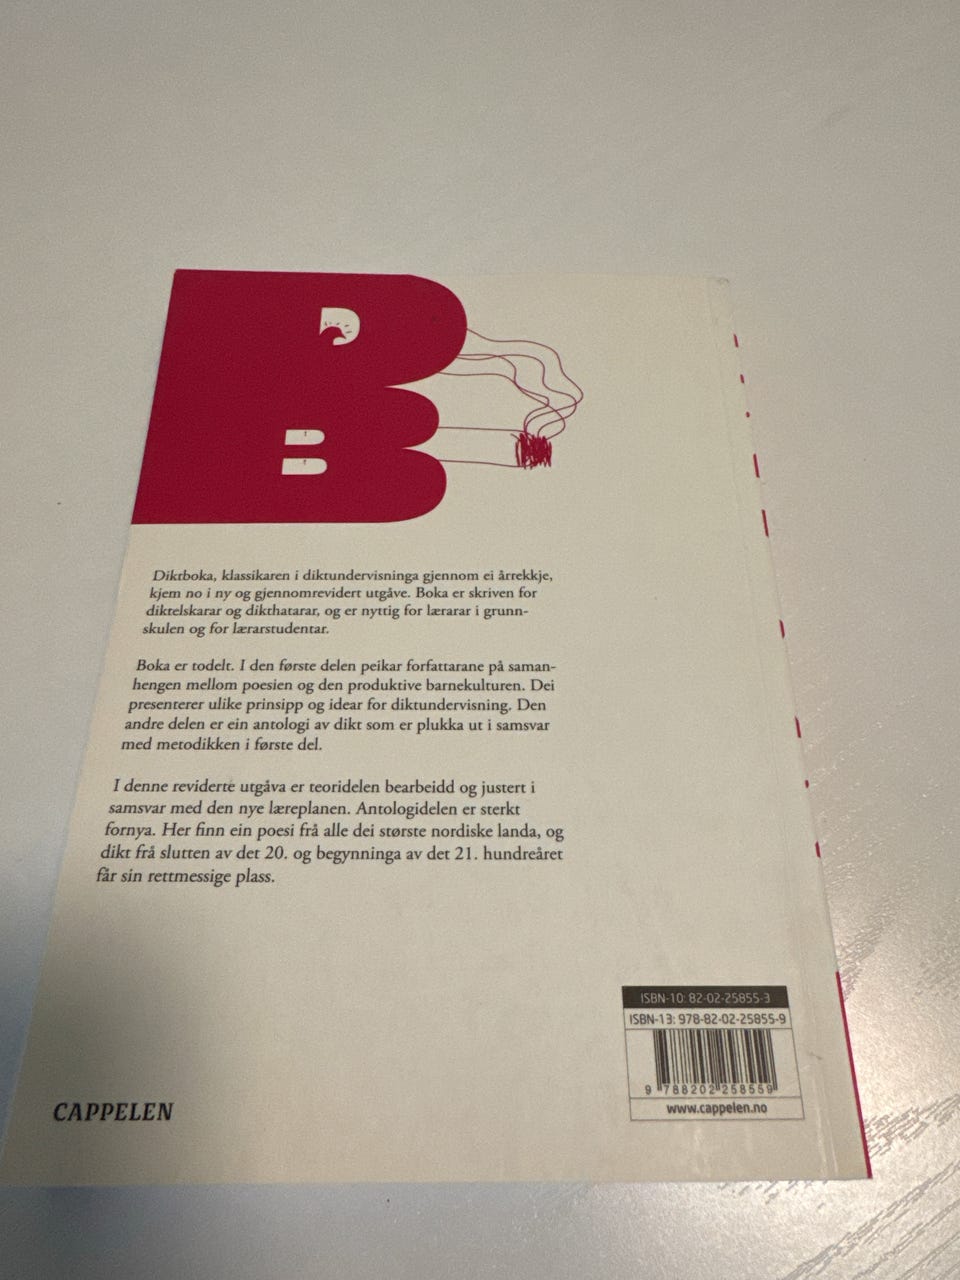 Diktboka, klassikaren i diktundervisninga gjennom ei årrekkje,
kjem no i ny og gjennomrevidert utgåve. Boka er skriven for
diktelskarar og dikthatarar, og er nyttig for lærarar i grunn-
skulen og for lærarstudentar.
Boka er todelt. I den første delen peikar forfattarane på saman-
hengen mellom poesien og den produktive barnekulturen. Dei
presenterer ulike prinsipp og idear for diktundervisning. Den
andre delen er ein antologi av dikt som er plukka ut i samsvar
med metodikken i første del.
I denne reviderte utgåva er teoridelen bearbeidd og justert i
samsvar med den nye læreplanen. Antologidelen er sterkt
fornya. Her finn ein poesi frå alle dei største nordiske landa, og
dikt frå slutten av det 20. og begynninga av det 21. hundreåret
får sin rettmessige plass.
ISBN-10: 82-02-25855-3
ISBN-13: 978-82-02-25855-9
9 788202 258559
www.cappelen.no
CAPPELEN